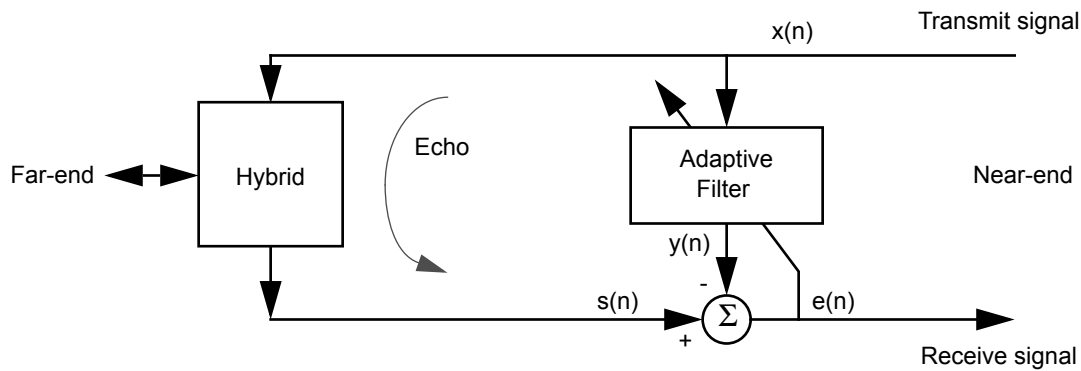 Transmit signal
x(n)
Echo
Adaptive
Filter
Far-end
Hybrid
Near-end
y(n)
-
s(n)
Σ
e(n)
+
Receive signal